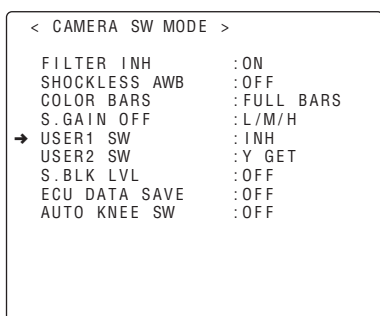 < CAMERA SW MODE >
FILTER INH :ON
SHOCKLESS AWB :OFF
COLOR BARS :FULL BARS
S.GAIN OFF :L/M/H
➔ USER1 SW :INH
USER2 SW :Y GET
S.BLK LVL :OFF
ECU DATA SAVE :OFF
AUTO KNEE SW :OFF